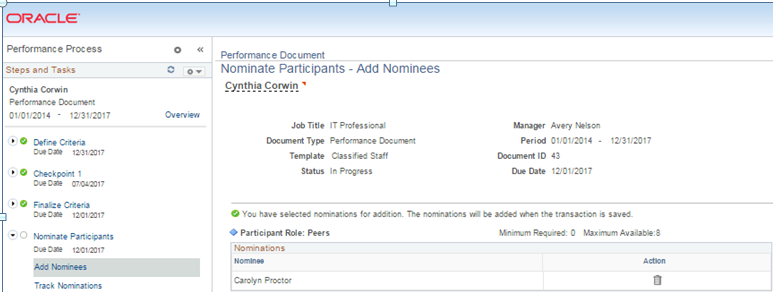 ORACLE
Performance Process
Steps and Tasks
Cynthia Corwin
Performance Document
01/01/2014 - 12/31/2017 Overview
Define Criteria
Due Date 12/31/2017
Checkpoint 1
Due Date 07/04/2017
Finalize Criteria
Due Date 12/01/2017
Nominate Participants
Due Date 12/01/2017
Add Nominees
Track Nominations
Performance Document
Nominate Participants - Add Nominees
Cynthia Corwin
Job Title IT Professional Manager Avery Nelson
Document Type Performance Document Period 01/01/2014 - 12/31/2017
Template Classified Staff Document ID 43
Status In Progress Due Date 12/01/2017
You have selected nominations for addition. The nominations will be added when the transaction is saved.
Participant Role: Peers Minimum Required: 0 Maximum Available:8
Nominations
Nominee Action
Carolyn Proctor